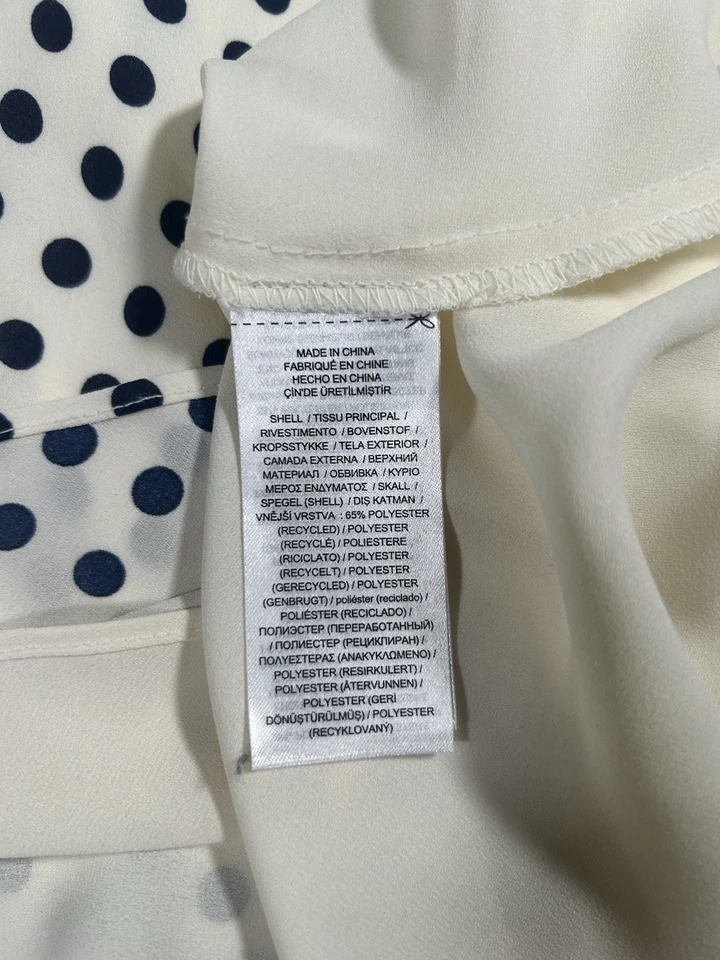 MADE IN CHINA
FABRIQUÉ EN CHINE
HECHO EN CHINA
ÇİN'DE ÜRETİLMİŞTİR
SHELL / TISSU PRINCIPAL /
RIVESTIMENTO / BOVENSTOF /
KROPSSTYKKE / TELA EXTERIOR /
CAMADA EXTERNA / ВЕРХНИЙ
МАТЕРИАЛ / ОБВИВКА / ΚΥΡΙΟ
ΜΕΡΟΣ ΕΝΔΥΜΑΤΟΣ / SKALL /
SPEGEL (SHELL) / DIŞ KATMAN /
VNĚJŠÍ VRSTVA : 65% POLYESTER
(RECYCLED) / POLYESTER
(RECYCLÉ) / POLIESTERE
(RICICLATO) / POLYESTER
(RECYCELT) / POLYESTER
(GERECYCLED) / POLYESTER
(GENBRUGT) / poliéster (reciclado) /
POLIÉSTER (RECICLADO) /
ПОЛИЭСТЕР (ПЕРЕРАБОТАННЫЙ)
/ ПОЛИЕСТЕР (РЕЦИКЛИРАН) /
ΠΟΛΥΕΣΤΕΡΑΣ (ΑΝΑΚΥΚΛΩΜΕΝΟ) /
POLYESTER (RESIRKULERT) /
POLYESTER (ÅTERVUNNEN) /
POLYESTER (GERİ
DÖNÜŞTÜRÜLMÜŞ) / POLYESTER
(RECYKLOVANÝ)